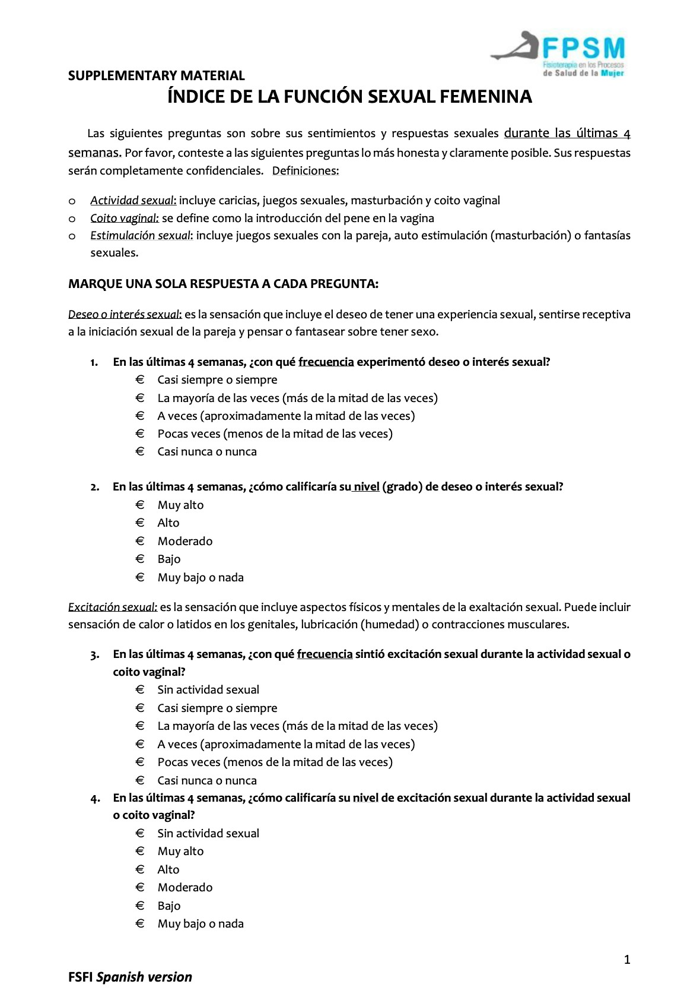 FPSM
Fisioterapia en los Procesos
de Salud de la Mujer
SUPPLEMENTARY MATERIAL
ÍNDICE DE LA FUNCIÓN SEXUAL FEMENINA
Las siguientes preguntas son sobre sus sentimientos y respuestas sexuales durante las últimas 4
semanas. Por favor, conteste a las siguientes preguntas lo más honesta y claramente posible. Sus respuestas
serán completamente confidenciales. Definiciones:
o Actividad sexual: incluye caricias, juegos sexuales, masturbación y coito vaginal
o Coito vaginal: se define como la introducción del pene en la vagina
o Estimulación sexual: incluye juegos sexuales con la pareja, auto estimulación (masturbación) o fantasías
sexuales.
MARQUE UNA SOLA RESPUESTA A CADA PREGUNTA:
Deseo o interés sexual: es la sensación que incluye el deseo de tener una experiencia sexual, sentirse receptiva
a la iniciación sexual de la pareja y pensar o fantasear sobre tener sexo.
1. En las últimas 4 semanas, ¿con qué frecuencia experimentó deseo o interés sexual?
€ Casi siempre o siempre
€ La mayoría de las veces (más de la mitad de las veces)
€ A veces (aproximadamente la mitad de las veces)
€ Pocas veces (menos de la mitad de las veces)
€ Casi nunca o nunca
2. En las últimas 4 semanas, ¿cómo calificaría su nivel (grado) de deseo o interés sexual?
€ Muy alto
€ Alto
€ Moderado
€ Bajo
€ Muy bajo o nada
Excitación sexual: es la sensación que incluye aspectos físicos y mentales de la exaltación sexual. Puede incluir
sensación de calor o latidos en los genitales, lubricación (humedad) o contracciones musculares.
3. En las últimas 4 semanas, ¿con qué frecuencia sintió excitación sexual durante la actividad sexual o
coito vaginal?
€ Sin actividad sexual
€ Casi siempre o siempre
€ La mayoría de las veces (más de la mitad de las veces)
€ A veces (aproximadamente la mitad de las veces)
€ Pocas veces (menos de la mitad de las veces)
€ Casi nunca o nunca
4. En las últimas 4 semanas, ¿cómo calificaría su nivel de excitación sexual durante la actividad sexual
o coito vaginal?
€ Sin actividad sexual
€ Muy alto
€ Alto
€ Moderado
€ Bajo
€ Muy bajo o nada
1
FSFI Spanish version